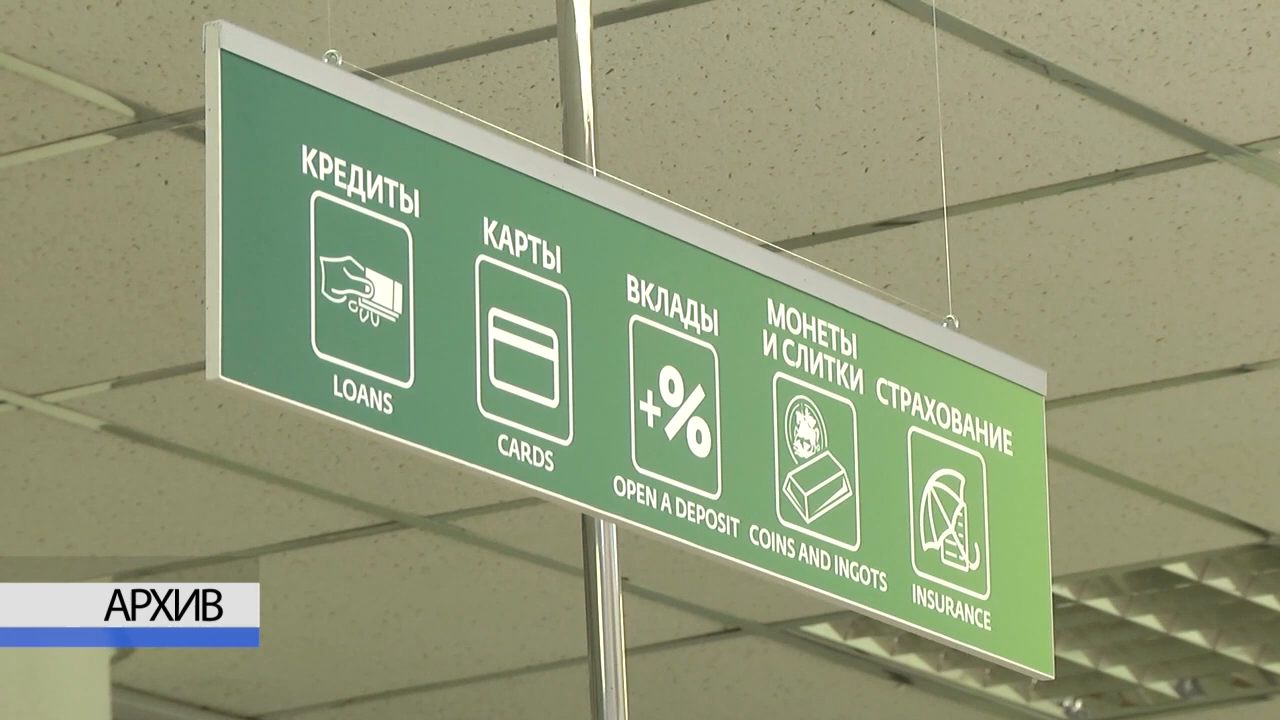 КРЕДИТЫ
LOANS
КАРТЫ
CARDS
ВКЛАДЫ
+%
OPEN A DEPOSIT
МОНЕТЫ
И СЛИТКИ
COINS AND INGOTS
СТРАХОВАНИЕ
INSURANCE
АРХИВ